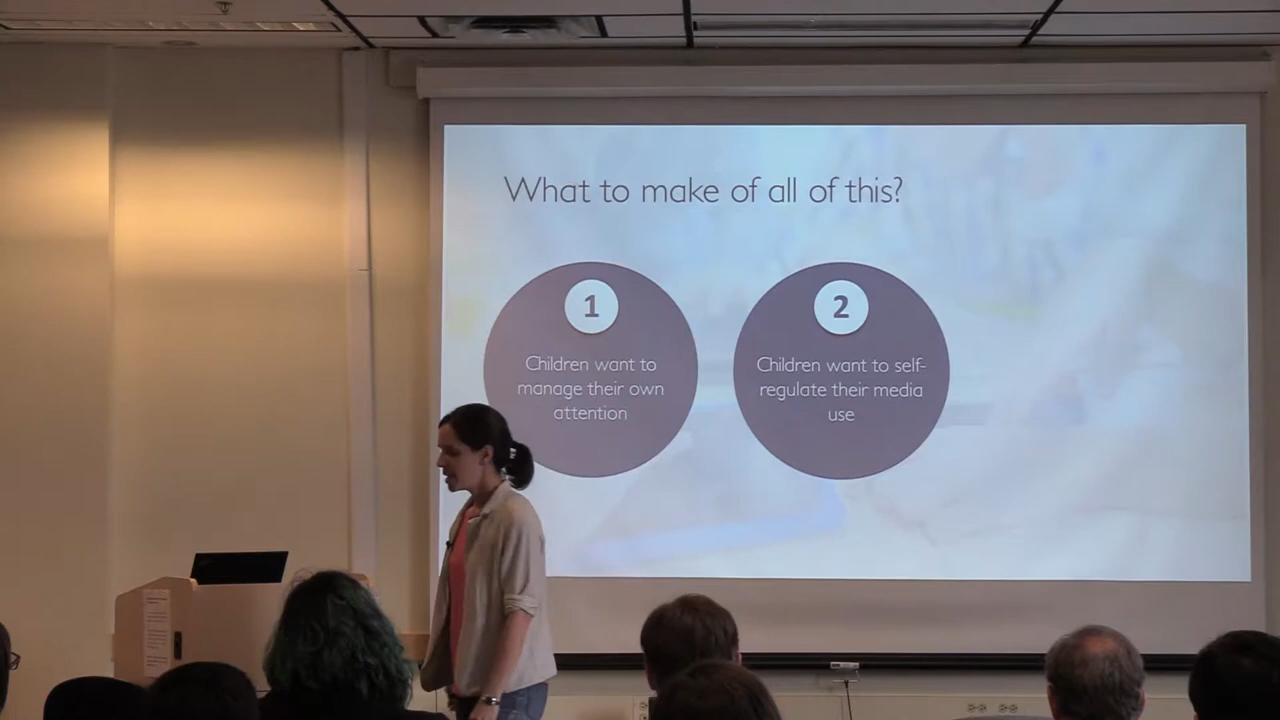 What to make of all of this?
1
Children want to
manage their own
attention
2
Children want to self-
regulate their media
use